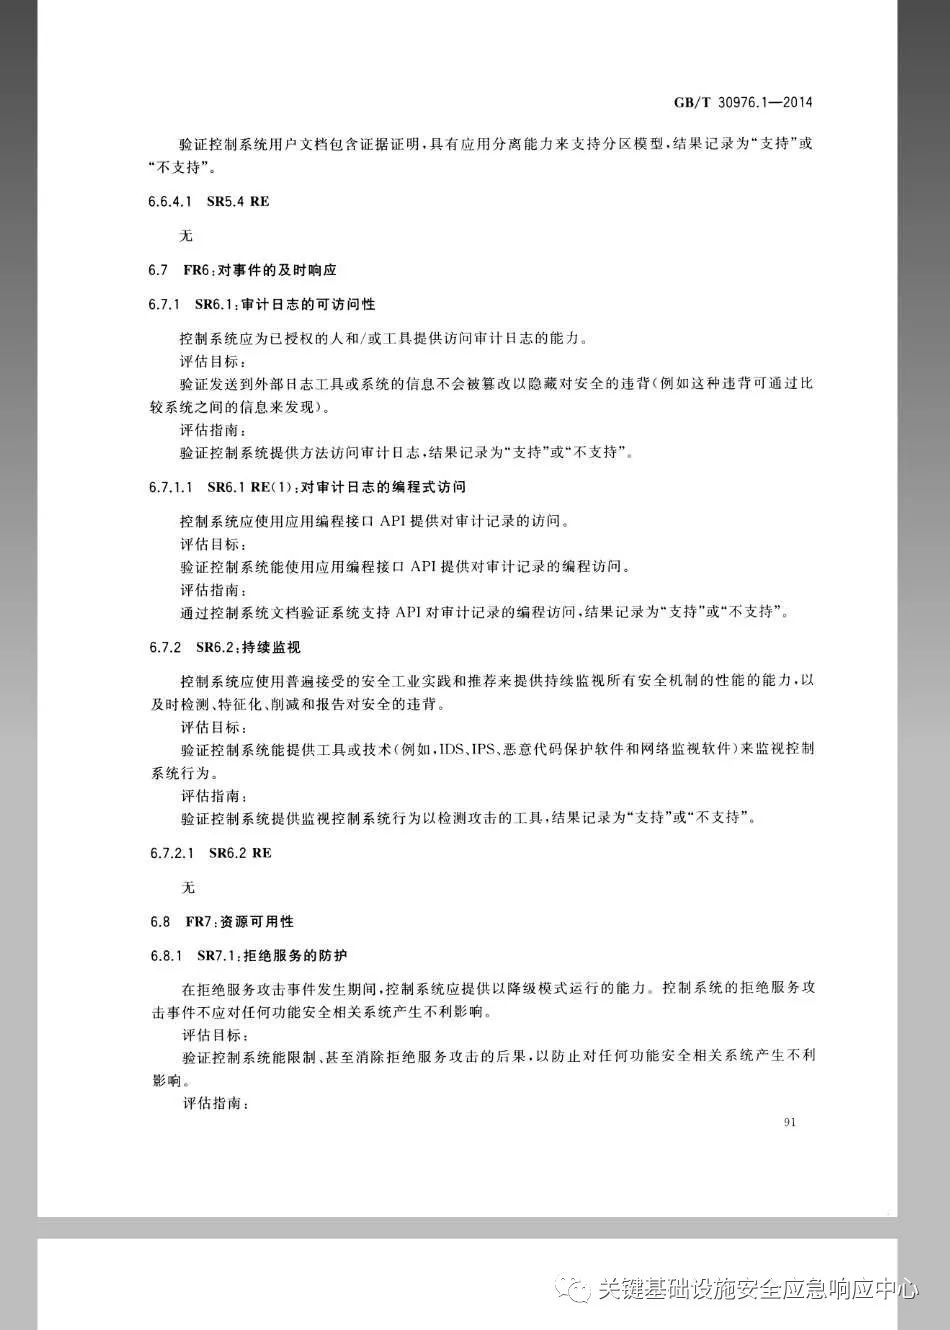 GB/T 30976.1—2014
验证控制系统用户文档包含证据证明,具有应用分离能力来支持分区模型,结果记录为“支持”或
“不支持”。
6.6.4.1 SR5.4 RE
无
6.7 FR6:对事件的及时响应
6.7.1 SR6.1:审计日志的可访问性
控制系统应为已授权的人和/或工具提供访问审计日志的能力。
评估目标:
验证发送到外部日志工具或系统的信息不会被篡改以隐藏对安全的违背(例如这种违背可通过比
较系统之间的信息来发现)。
评估指南:
验证控制系统提供方法访问审计日志,结果记录为“支持”或“不支持”。
6.7.1.1 SR6.1 RE(1):对审计日志的编程式访问
控制系统应使用应用编程接口 API 提供对审计记录的访问。
评估目标:
验证控制系统能使用应用编程接口 API 提供对审计记录的编程访问。
评估指南:
通过控制系统文档验证系统支持 API 对审计记录的编程访问,结果记录为“支持”或“不支持”。
6.7.2 SR6.2:持续监视
控制系统应使用普遍接受的安全工业实践和推荐来提供持续监视所有安全机制的性能的能力,以
及时检测、特征化、削减和报告对安全的违背。
评估目标:
验证控制系统能提供工具或技术(例如,IDS、IPS、恶意代码保护软件和网络监视软件)来监视控制
系统行为。
评估指南:
验证控制系统提供监视控制系统行为以检测攻击的工具,结果记录为“支持”或“不支持”。
6.7.2.1 SR6.2 RE
无
6.8 FR7:资源可用性
6.8.1 SR7.1:拒绝服务的防护
在拒绝服务攻击事件发生期间,控制系统应提供以降级模式运行的能力。控制系统的拒绝服务攻
击事件不应对任何功能安全相关系统产生不利影响。
评估目标:
验证控制系统能限制、甚至消除拒绝服务攻击的后果,以防止对任何功能安全相关系统产生不利
影响。
评估指南:
91
关键基础设施安全应急响应中心